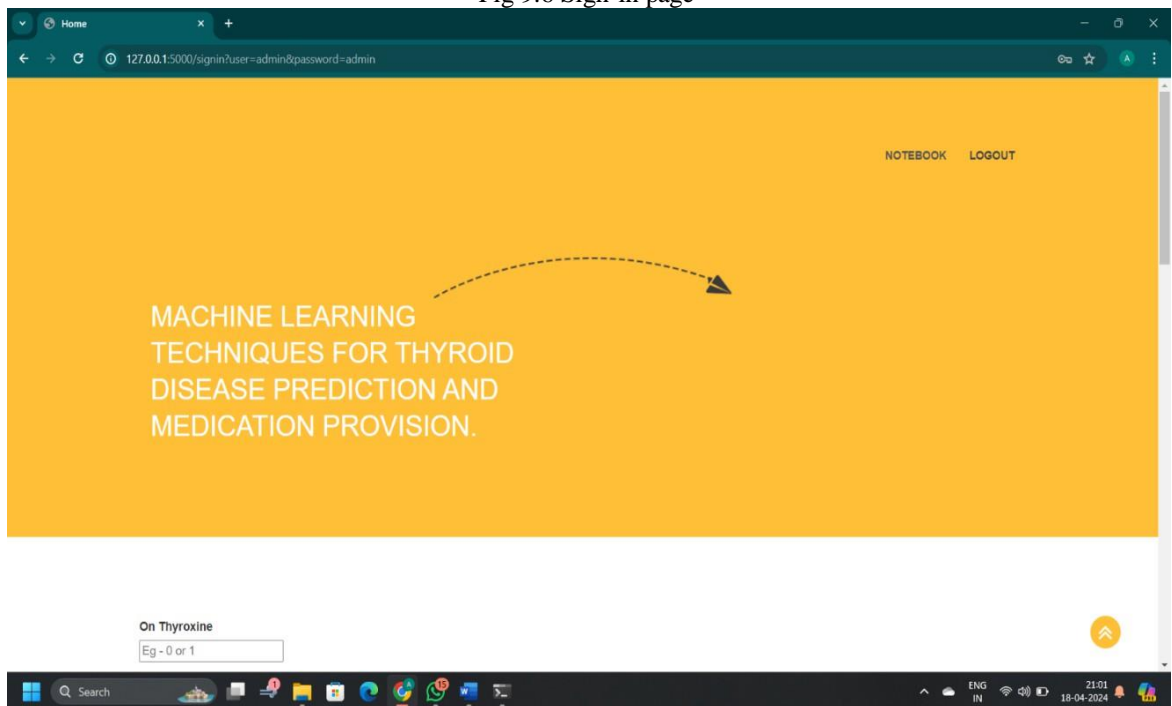 Fig 9.6 Sign-in page
Home
127.0.0.1:5000/signin?user=admin&password=admin
A
NOTEBOOK LOGOUT
MACHINE LEARNING
TECHNIQUES FOR THYROID
DISEASE PREDICTION AND
MEDICATION PROVISION.
On Thyroxine
Eg - 0 or 1
Search
ENG
IN
21:01
18-04-2024